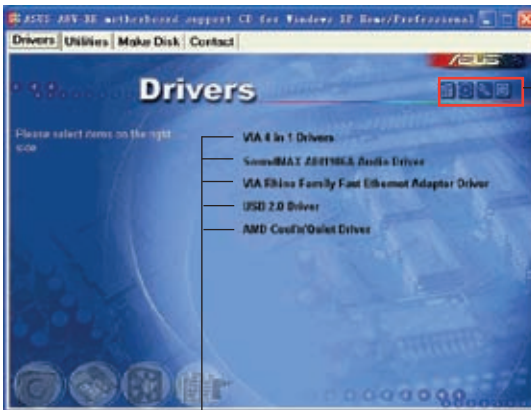 ASUS A8V-BE motherboard support CD for Windows XP Home/Professional
Drivers Utilities Make Disk Contact
ASUS
Drivers
Please select items on the right side
VIA 4 in 1 Drivers
SoundMAX AD1986A Audio Driver
VIA Rhine Family Fast Ethernet Adapter Driver
USB 2.0 Driver
AMD Cool'n'Quiet Driver